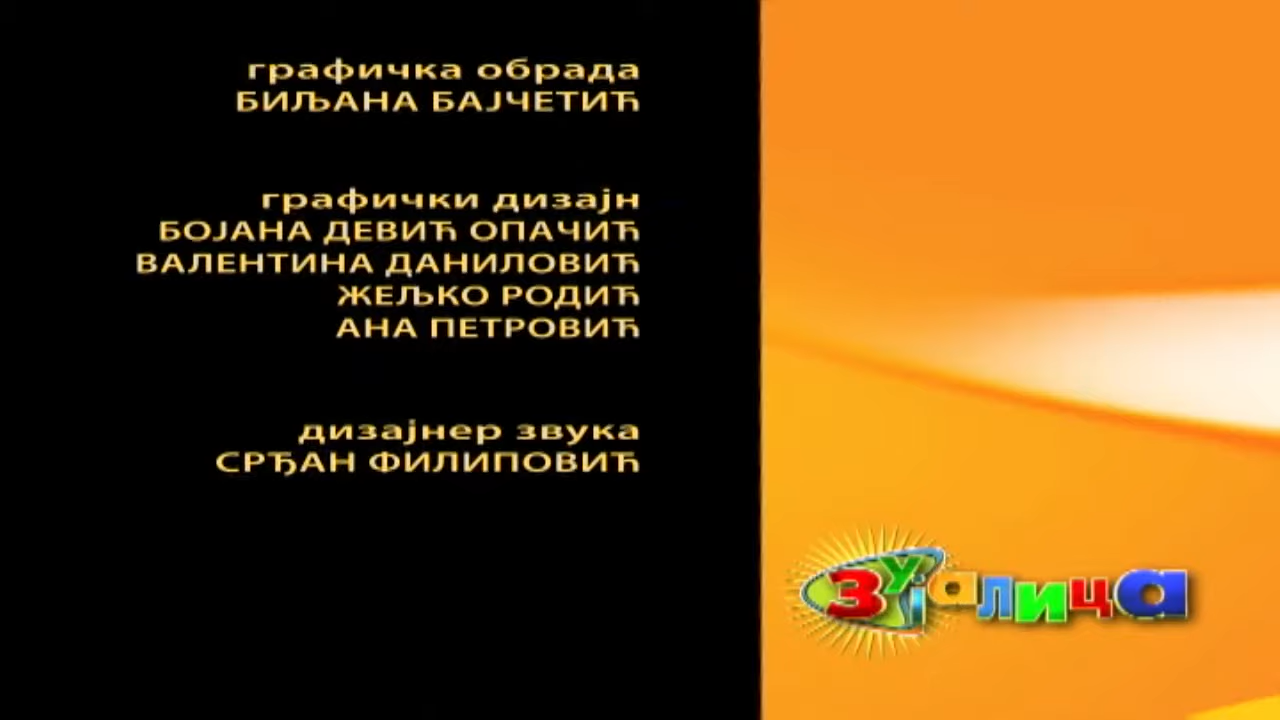 графичка обрада
БИЉАНА БАЈЧЕТИЋ
графички дизајн
БОЈАНА ДЕВИЋ ОПАЧИЋ
ВАЛЕНТИНА ДАНИЛОВИЋ
ЖЕЉКО РОДИЋ
АНА ПЕТРОВИЋ
дизајнер звука
СРЂАН ФИЛИПОВИЋ
Зујалица